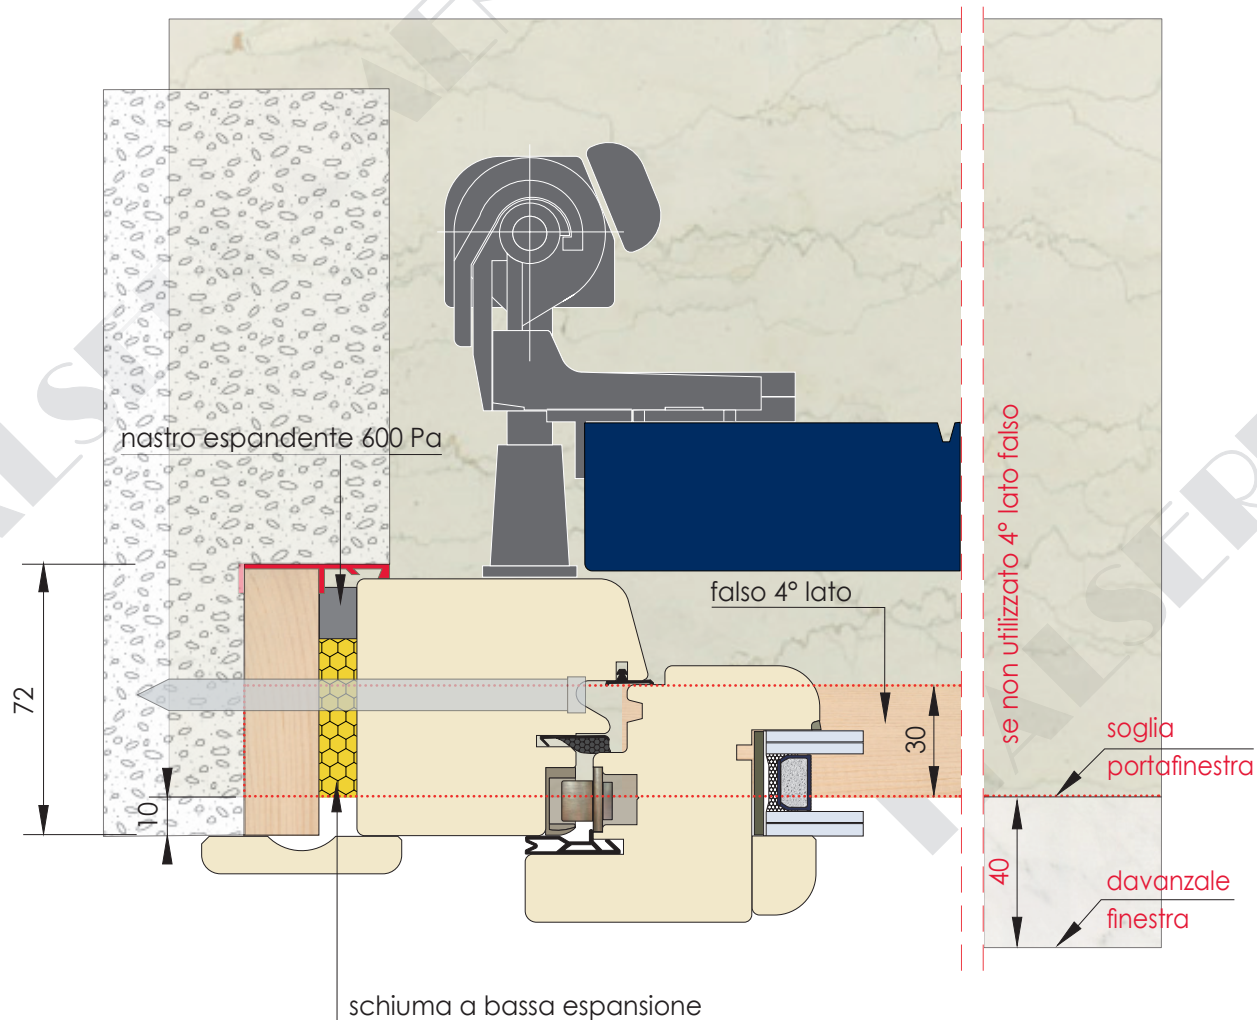 nastro espandente 600 Pa
falso 4° lato
72
10
30
se non utilizzato 4° lato falso
soglia
portafinestra
40
davanzale
finestra
schiuma a bassa espansione